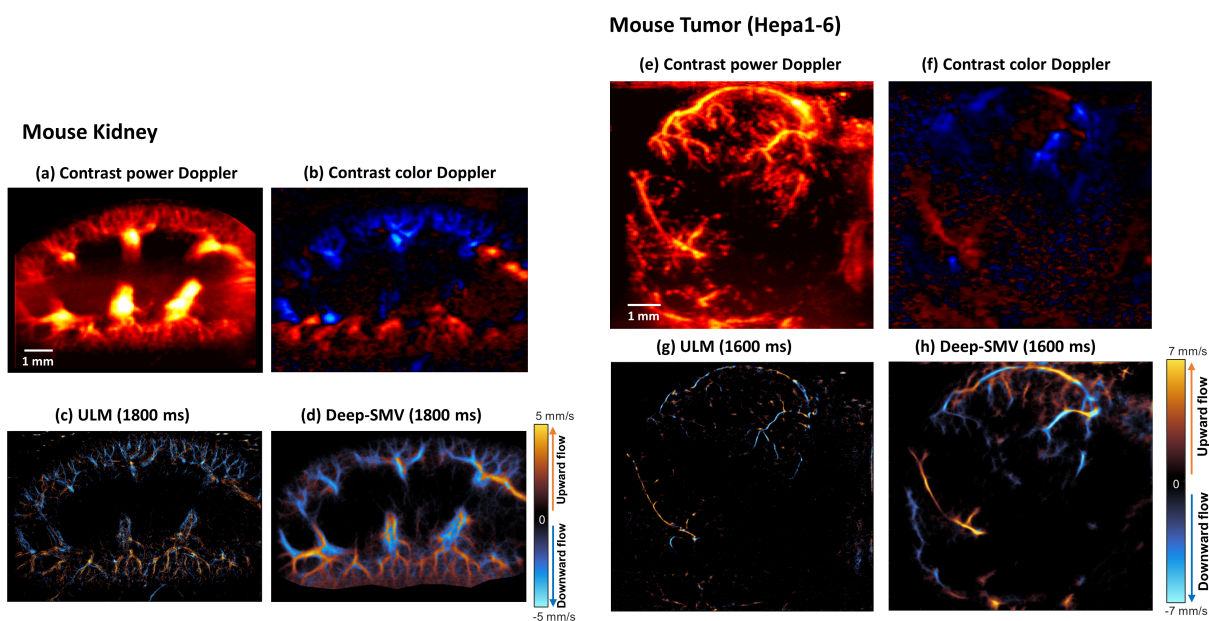 Mouse Kidney
(a) Contrast power Doppler
(b) Contrast color Doppler
1 mm
(c) ULM (1800 ms)
(d) Deep-SMV (1800 ms)
5 mm/s
Upward flow
0
Downward flow
-5 mm/s
Mouse Tumor (Hepa1-6)
(e) Contrast power Doppler
(f) Contrast color Doppler
1 mm
(g) ULM (1600 ms)
(h) Deep-SMV (1600 ms)
7 mm/s
Upward flow
0
Downward flow
-7 mm/s